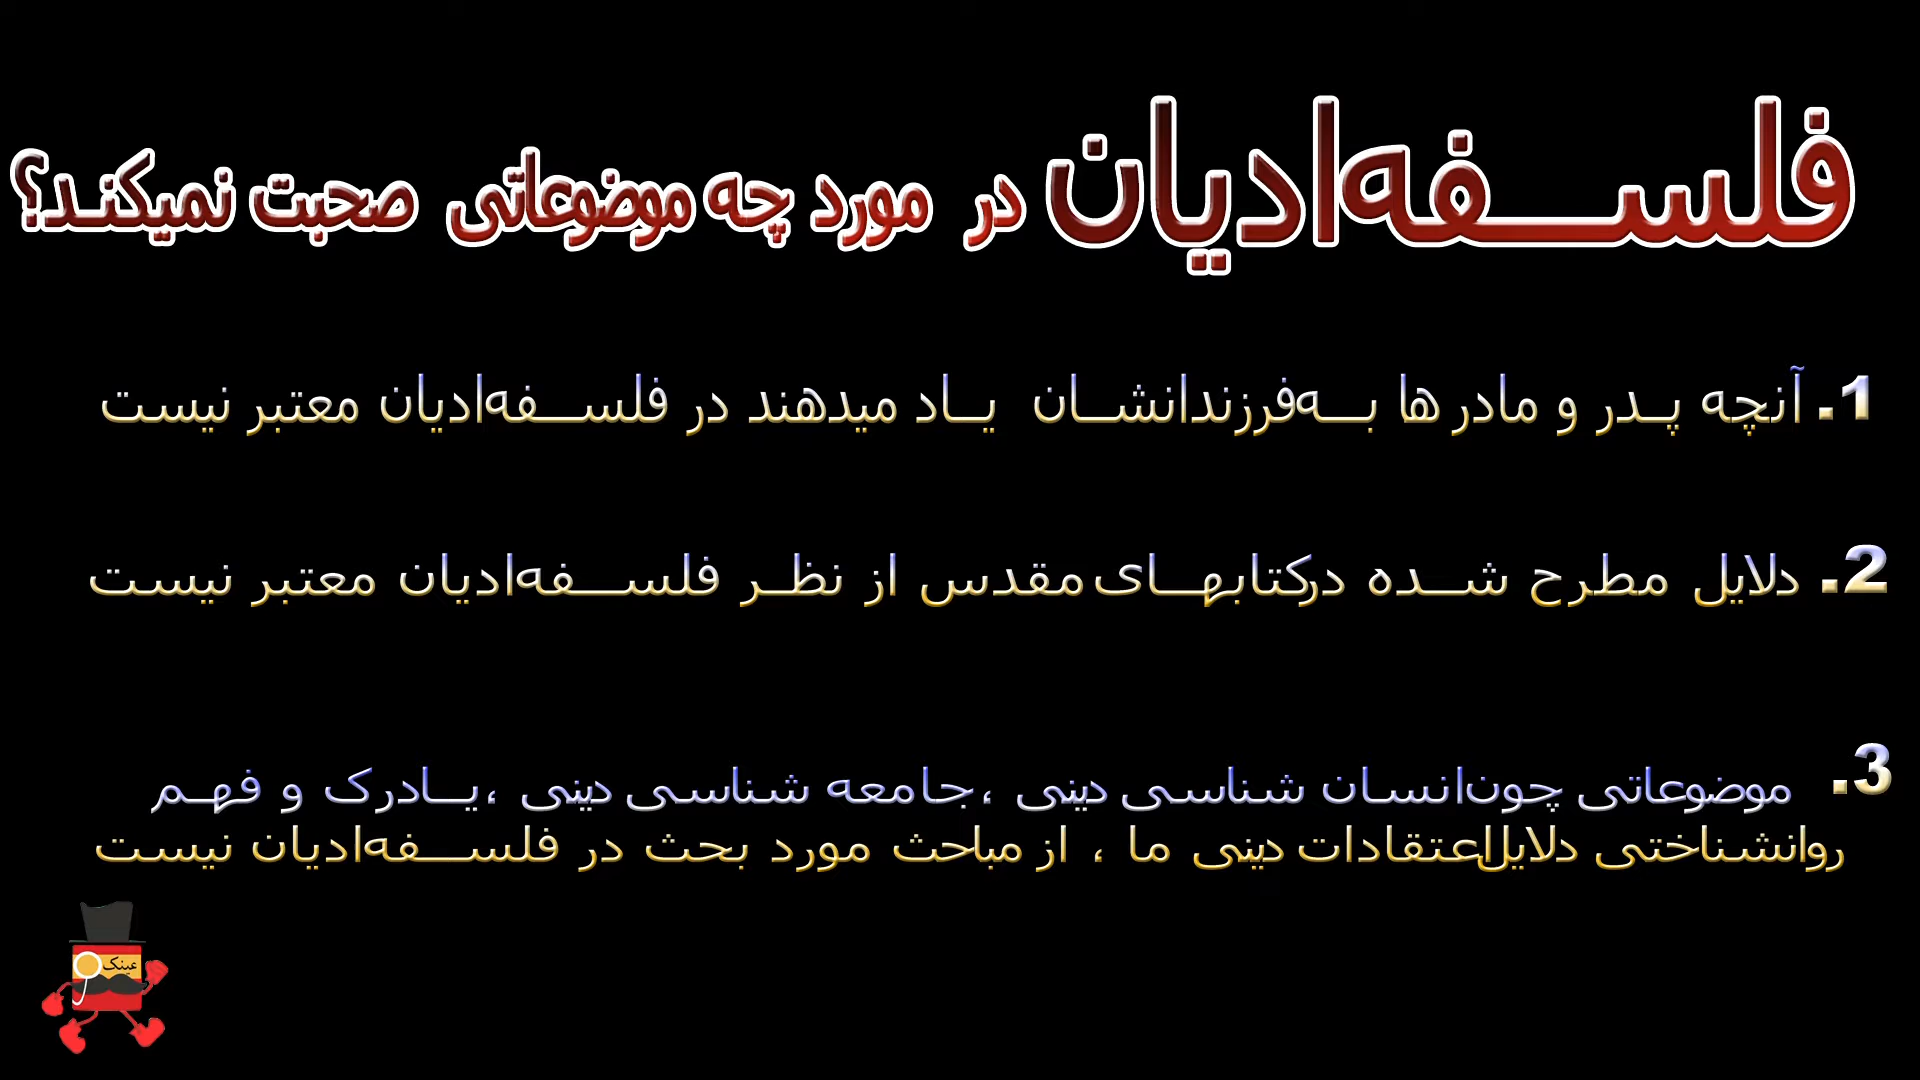 فلسفه‌ادیان در مورد چه موضوعاتی صحبت نمیکند؟
1. آنچه پدر و مادر ها به‌فرزندانشان یاد میدهند در فلسفه‌ادیان معتبر نیست
2. دلایل مطرح شده درکتابهای مقدس از نظر فلسفه‌ادیان معتبر نیست
3. موضوعاتی چون‌انسان شناسی دینی ،جامعه شناسی دینی ،یادرک و فهم
روانشناختی دلایل‌اعتقادات دینی ما ، از مباحث مورد بحث در فلسفه‌ادیان نیست
عینک